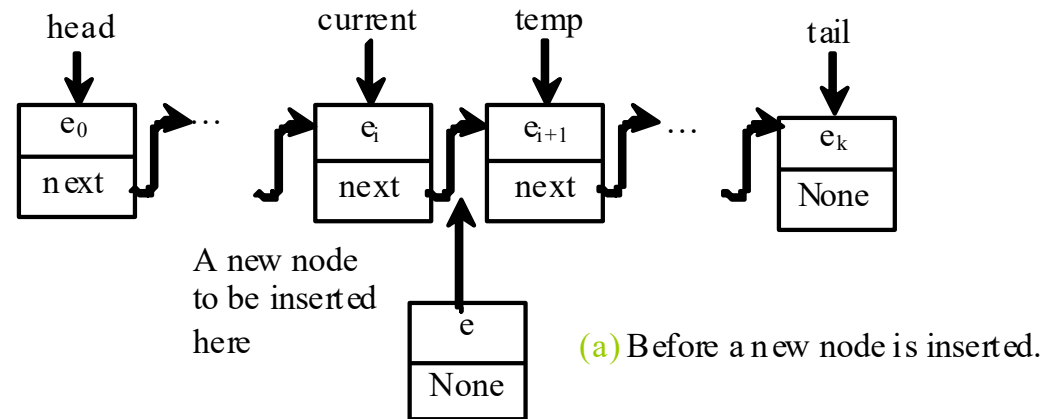 head current temp tail
e0 … ei ei+1 … ek
next next next None
A new node
to be inserted
here
e
None
(a) Before a new node is inserted.